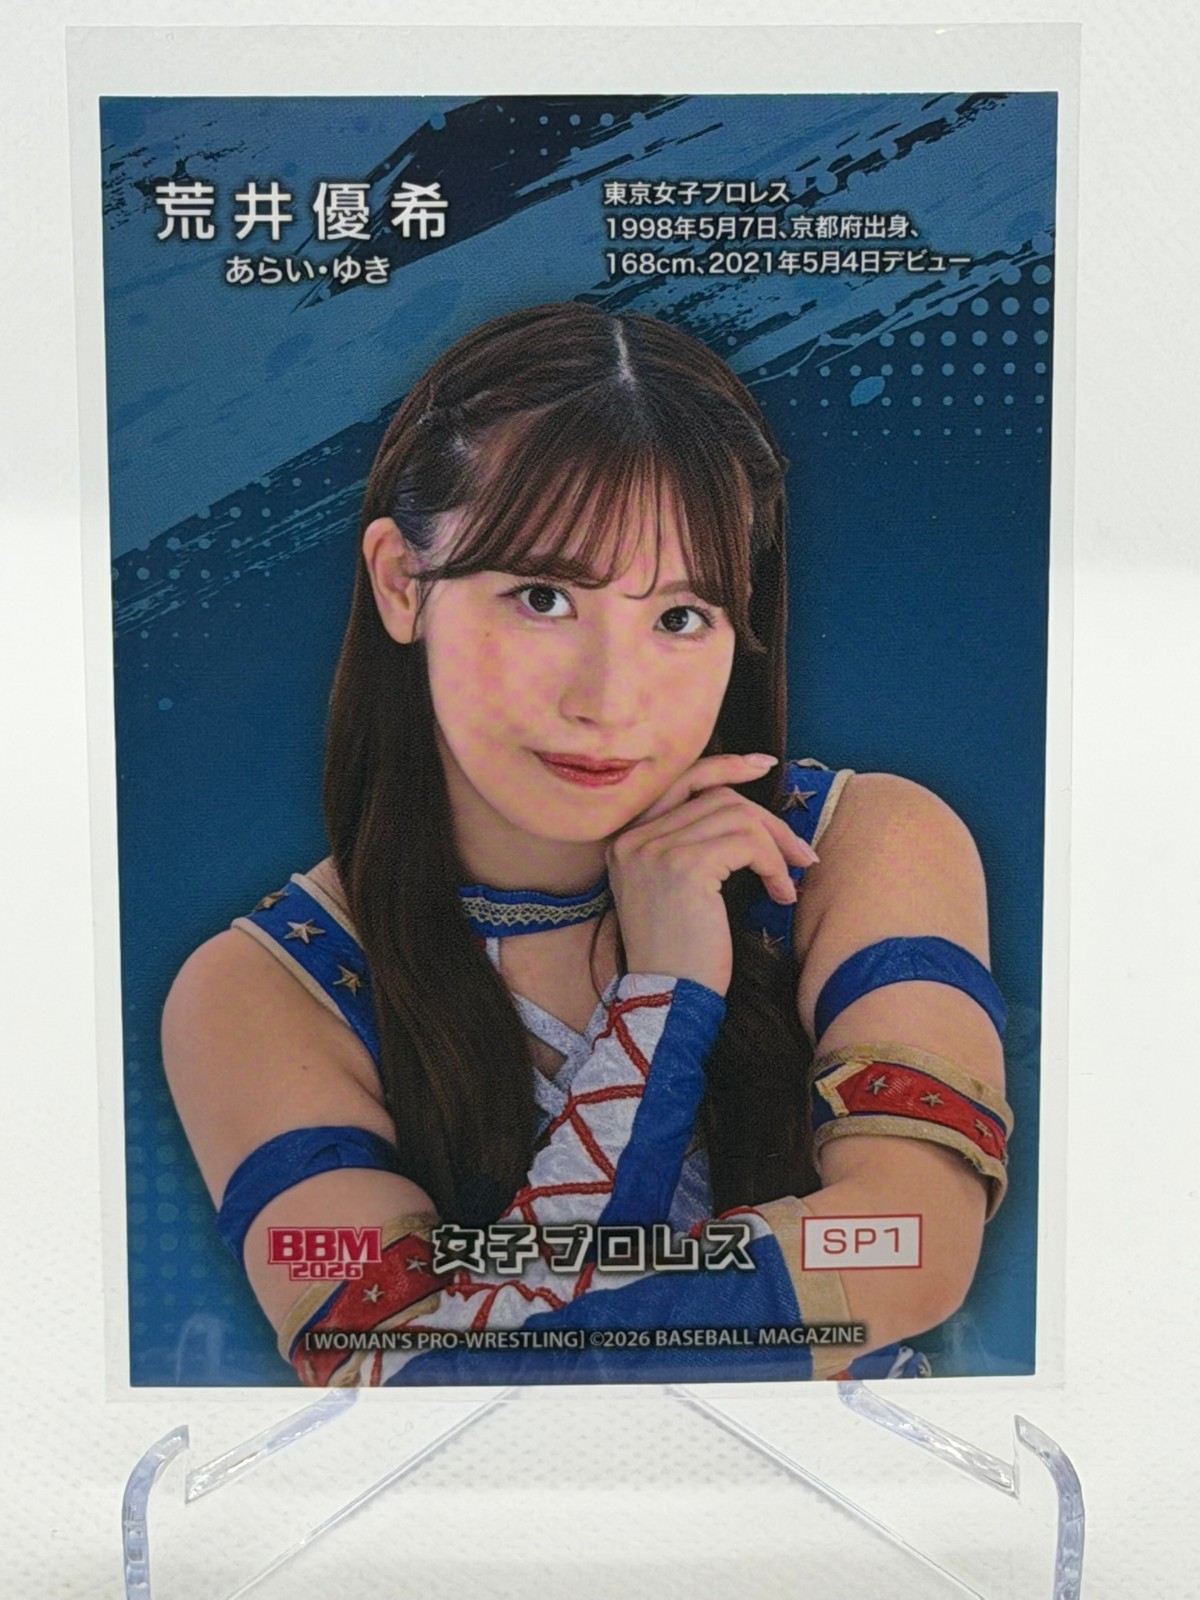 荒井優希
あらい・ゆき
東京女子プロレス
1998年5月7日、京都府出身、
168cm、2021年5月4日デビュー
BBM
2026
女子プロレス
SP1
[WOMAN'S PRO-WRESTLING] ©2026 BASEBALL MAGAZINE